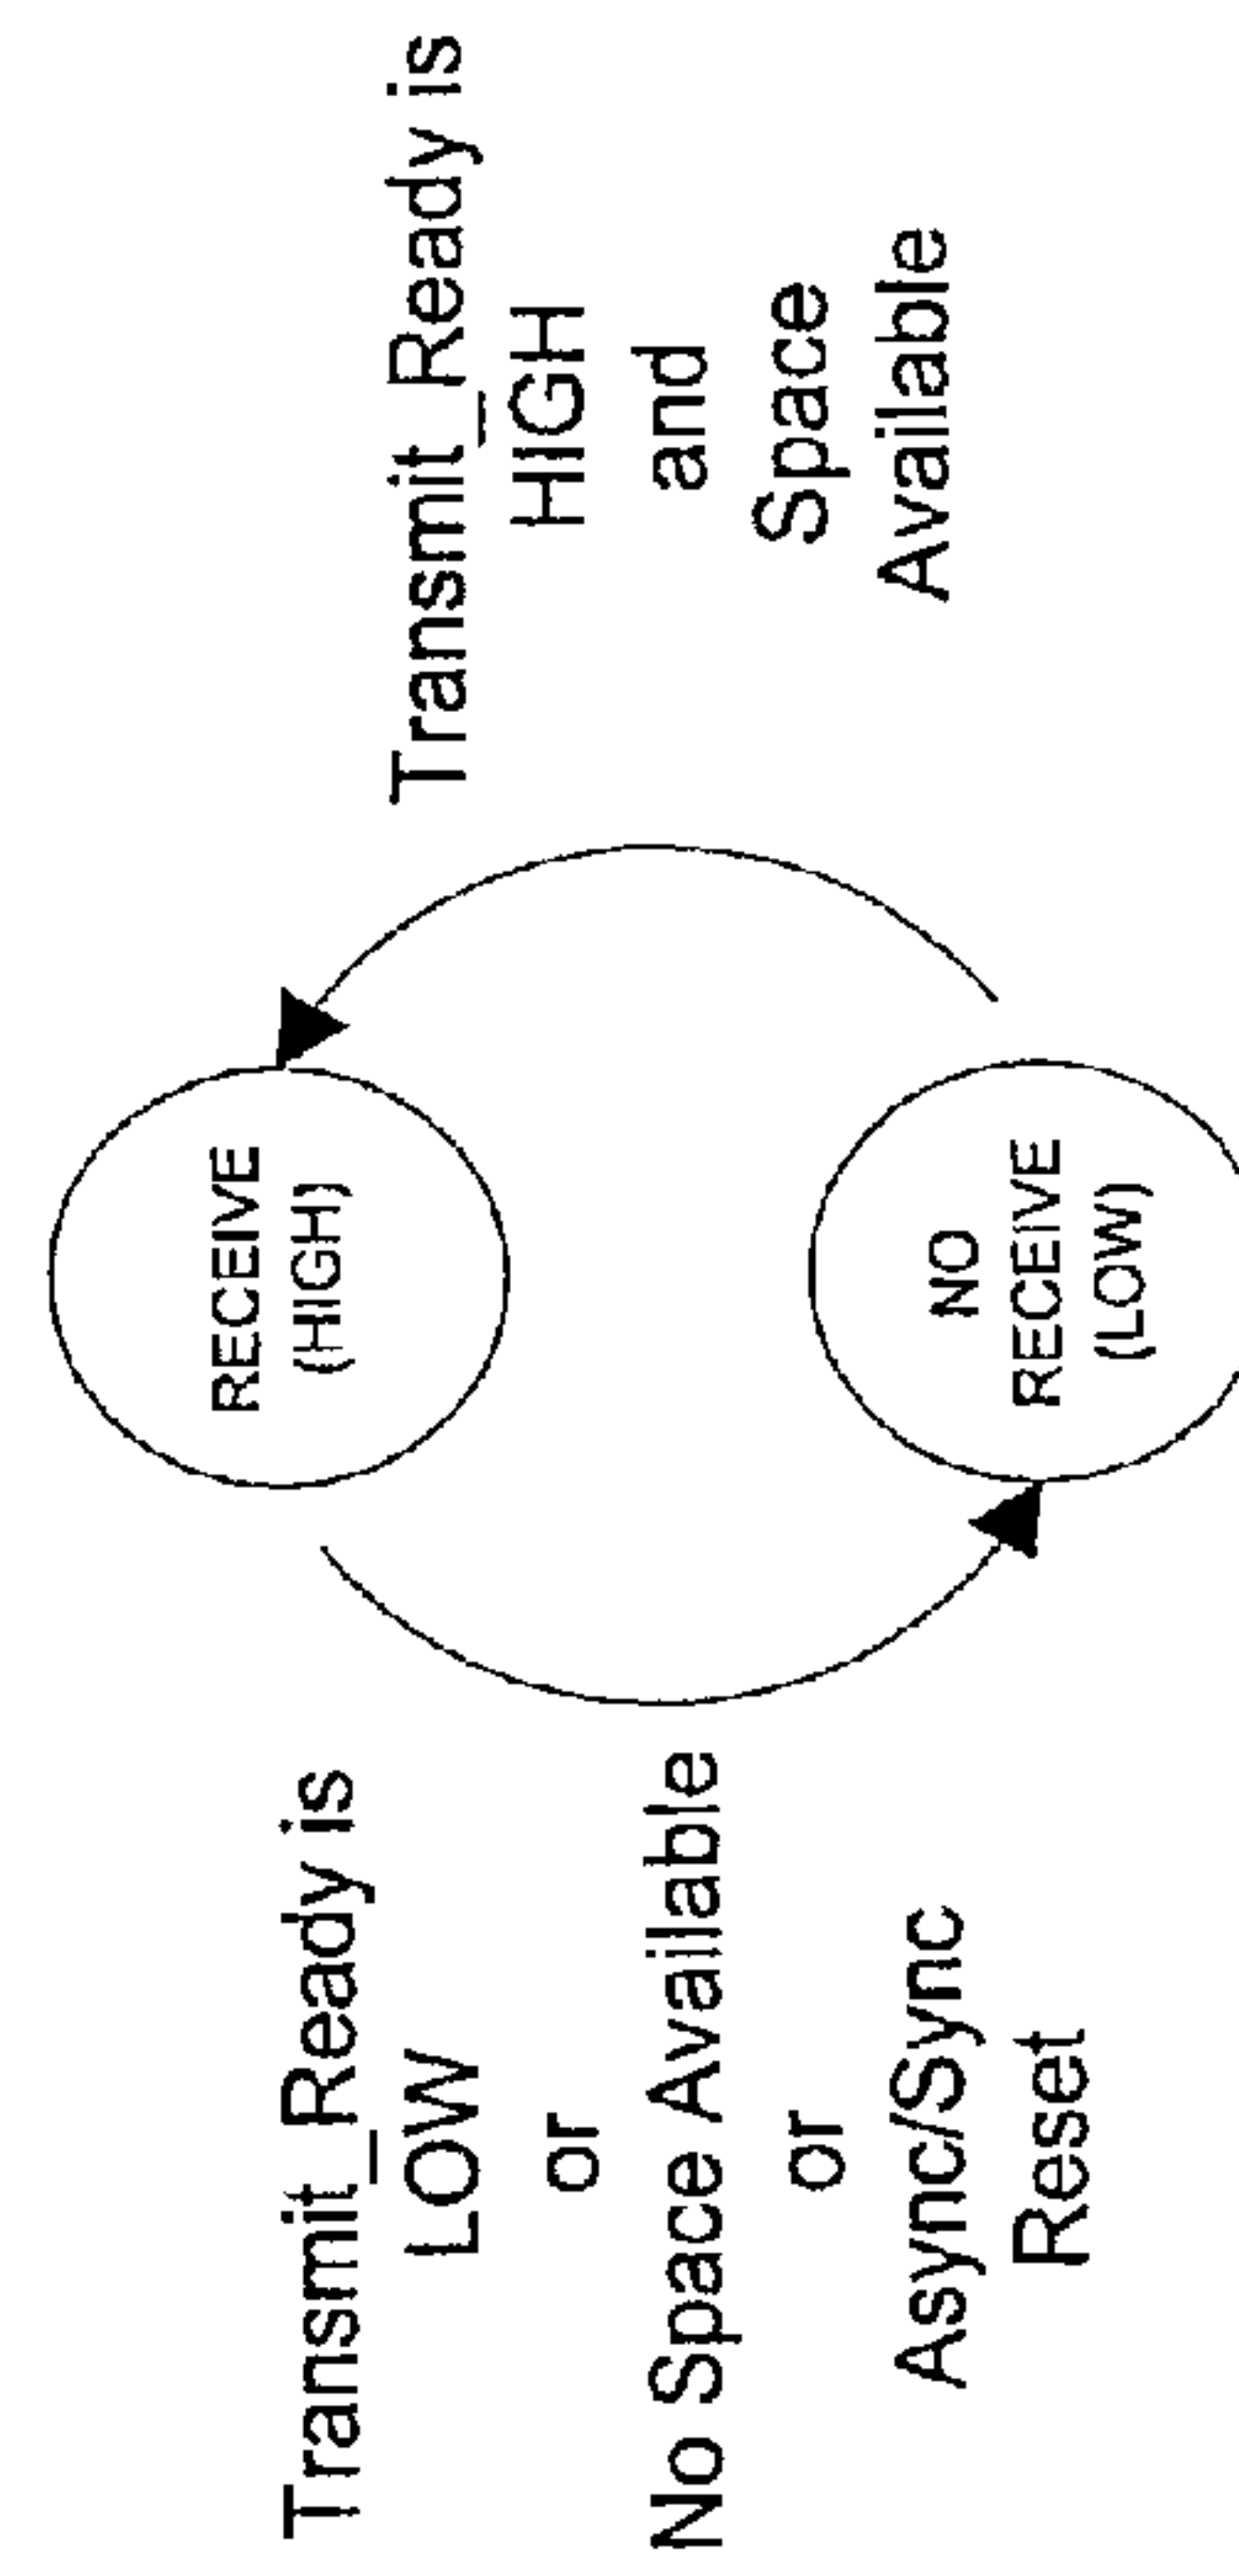 Transmit_Ready is
LOW
or
No Space Available
or
Async/Sync
Reset
RECEIVE
(HIGH)
NO
RECEIVE
(LOW)
Transmit_Ready is
HIGH
and
Space
Available